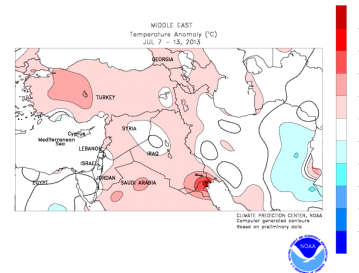 MIDDLE EAST
Temperature Anomaly (°C)
JUL 7 - 13, 2013
GEORGIA
TURKEY
SYRIA
Cyprus
Mediterranean
Sea
LEBANON
IRAQ
ISRAEL
JORDAN
EGYPT
SAUDI ARABIA
CLIMATE PREDICTION CENTER, NOAA
Computer generated contours
Based on preliminary data
NOAA